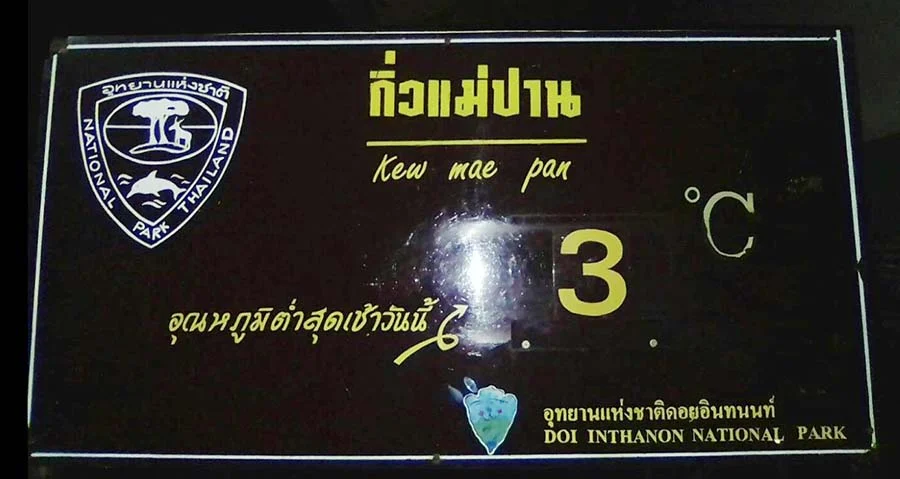 อุทยานแห่งชาติ
NATIONAL PARK THAILAND
กิ่วแม่ปาน
Kew mae pan
°C
3
อุณหภูมิต่ำสุดเช้าวันนี้
อุทยานแห่งชาติดอยอินทนนท์
DOI INTHANON NATIONAL PARK